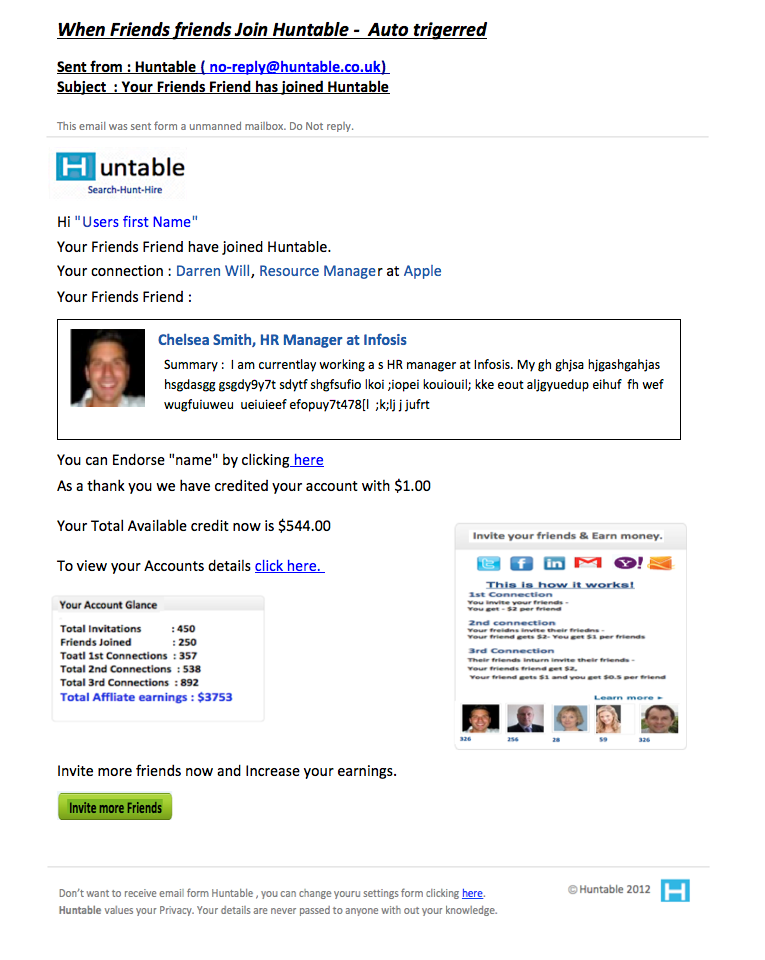 When Friends friends Join Huntable - Auto trigerred
Sent from : Huntable ( no-reply@huntable.co.uk)
Subject : Your Friends Friend has joined Huntable
This email was sent form a unmanned mailbox. Do Not reply.
H untable
Search-Hunt-Hire
Hi "Users first Name"
Your Friends Friend have joined Huntable.
Your connection : Darren Will, Resource Manager at Apple
Your Friends Friend :
Chelsea Smith, HR Manager at Infosis
Summary : I am currentlay working a s HR manager at Infosis. My gh ghjsa hjgashgahjas
hsgdasgg gsgdy9y7t sdytf shgfsufio lkoi ;iopei kouiouil; kke eout aljgyuedup eihuf fh wef
wugfuiuweu ueiuieef efopuy7t478[l ;k;lj j jufrt
You can Endorse "name" by clicking here
As a thank you we have credited your account with $1.00
Your Total Available credit now is $544.00
To view your Accounts details click here.
Your Account Glance
Total Invitations : 450
Friends Joined : 250
Toatl 1st Connections : 357
Total 2nd Connections : 538
Total 3rd Connections : 892
Total Affliate earnings : $3753
Invite your friends & Earn money.
f in M Y!
This is how it works!
1st Connection
You invite your friends -
You get - $2 per friend
2nd connection
Your freidns invite their friedns -
Your friend gets $2- You get $1 per friends
3rd Connection
Their friends inturn invite their friends -
Your friends friend get $2,
Your friend gets $1 and you get $0.5 per friend
Learn more
326 256 28 59 326
Invite more friends now and Increase your earnings.
Invite more Friends
Don't want to receive email form Huntable , you can change youru settings form clicking here.
Huntable values your Privacy. Your details are never passed to anyone with out your knowledge.
© Huntable 2012 H